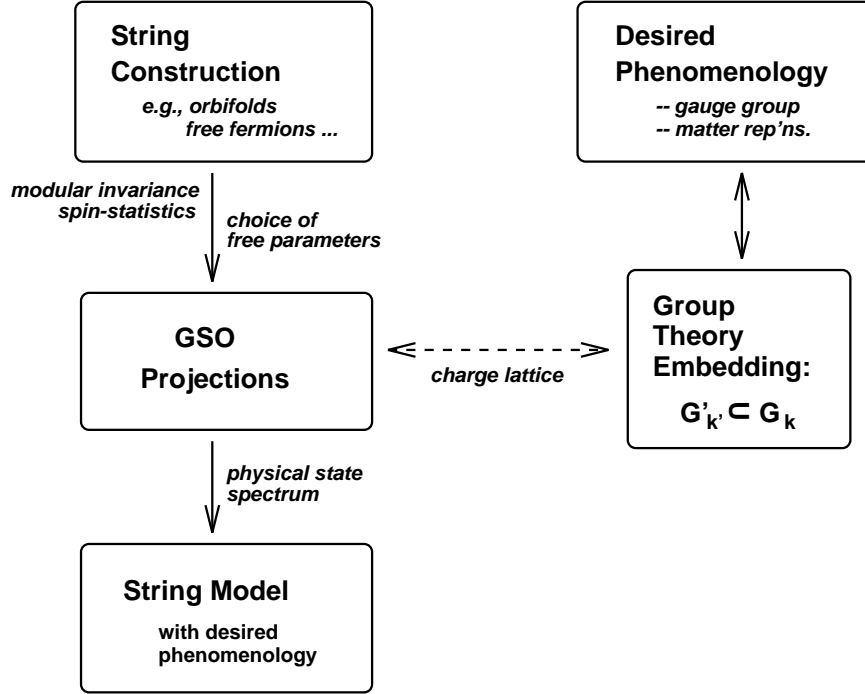 String
Construction
e.g., orbifolds
free fermions ...
Desired
Phenomenology
-- gauge group
-- matter rep'ns.
modular invariance
spin-statistics
choice of
free parameters
GSO
Projections
charge lattice
Group
Theory
Embedding:
G'k' ⊂ Gk
physical state
spectrum
String Model
with desired
phenomenology